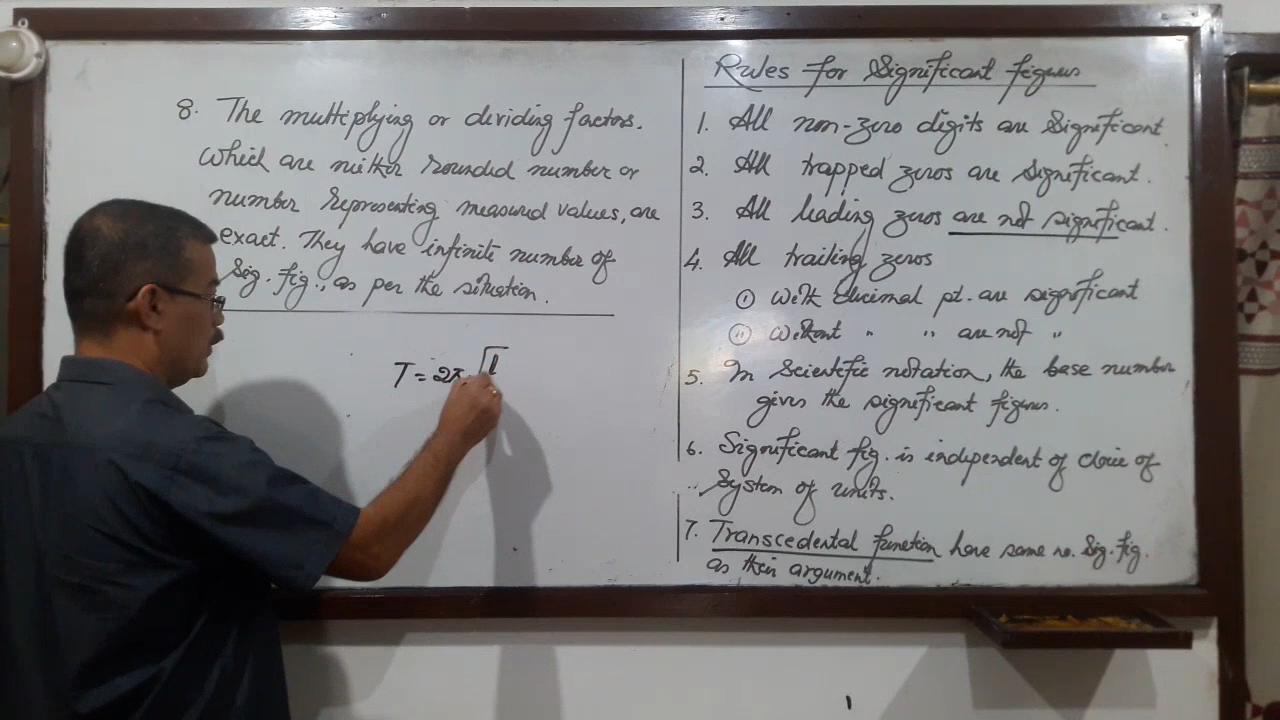 8. The multiplying or dividing factors.
which are neither rounded number or
number representing measured values, are
exact. They have infinite number of
Sig. fig., as per the situation.
T = 2π √l
Rules for Significant figures
1. All non-zero digits are Significant
2. All trapped zeros are significant.
3. All leading zeros are not significant.
4. All trailing zeros
(i) With decimal pt. are significant
(ii) Without " " are not "
5. In Scientific notation, the base number
gives the significant figures.
6. Significant fig. is independent of choice of
System of units.
7. Transcedental function have same no. Sig. fig.
as their argument.